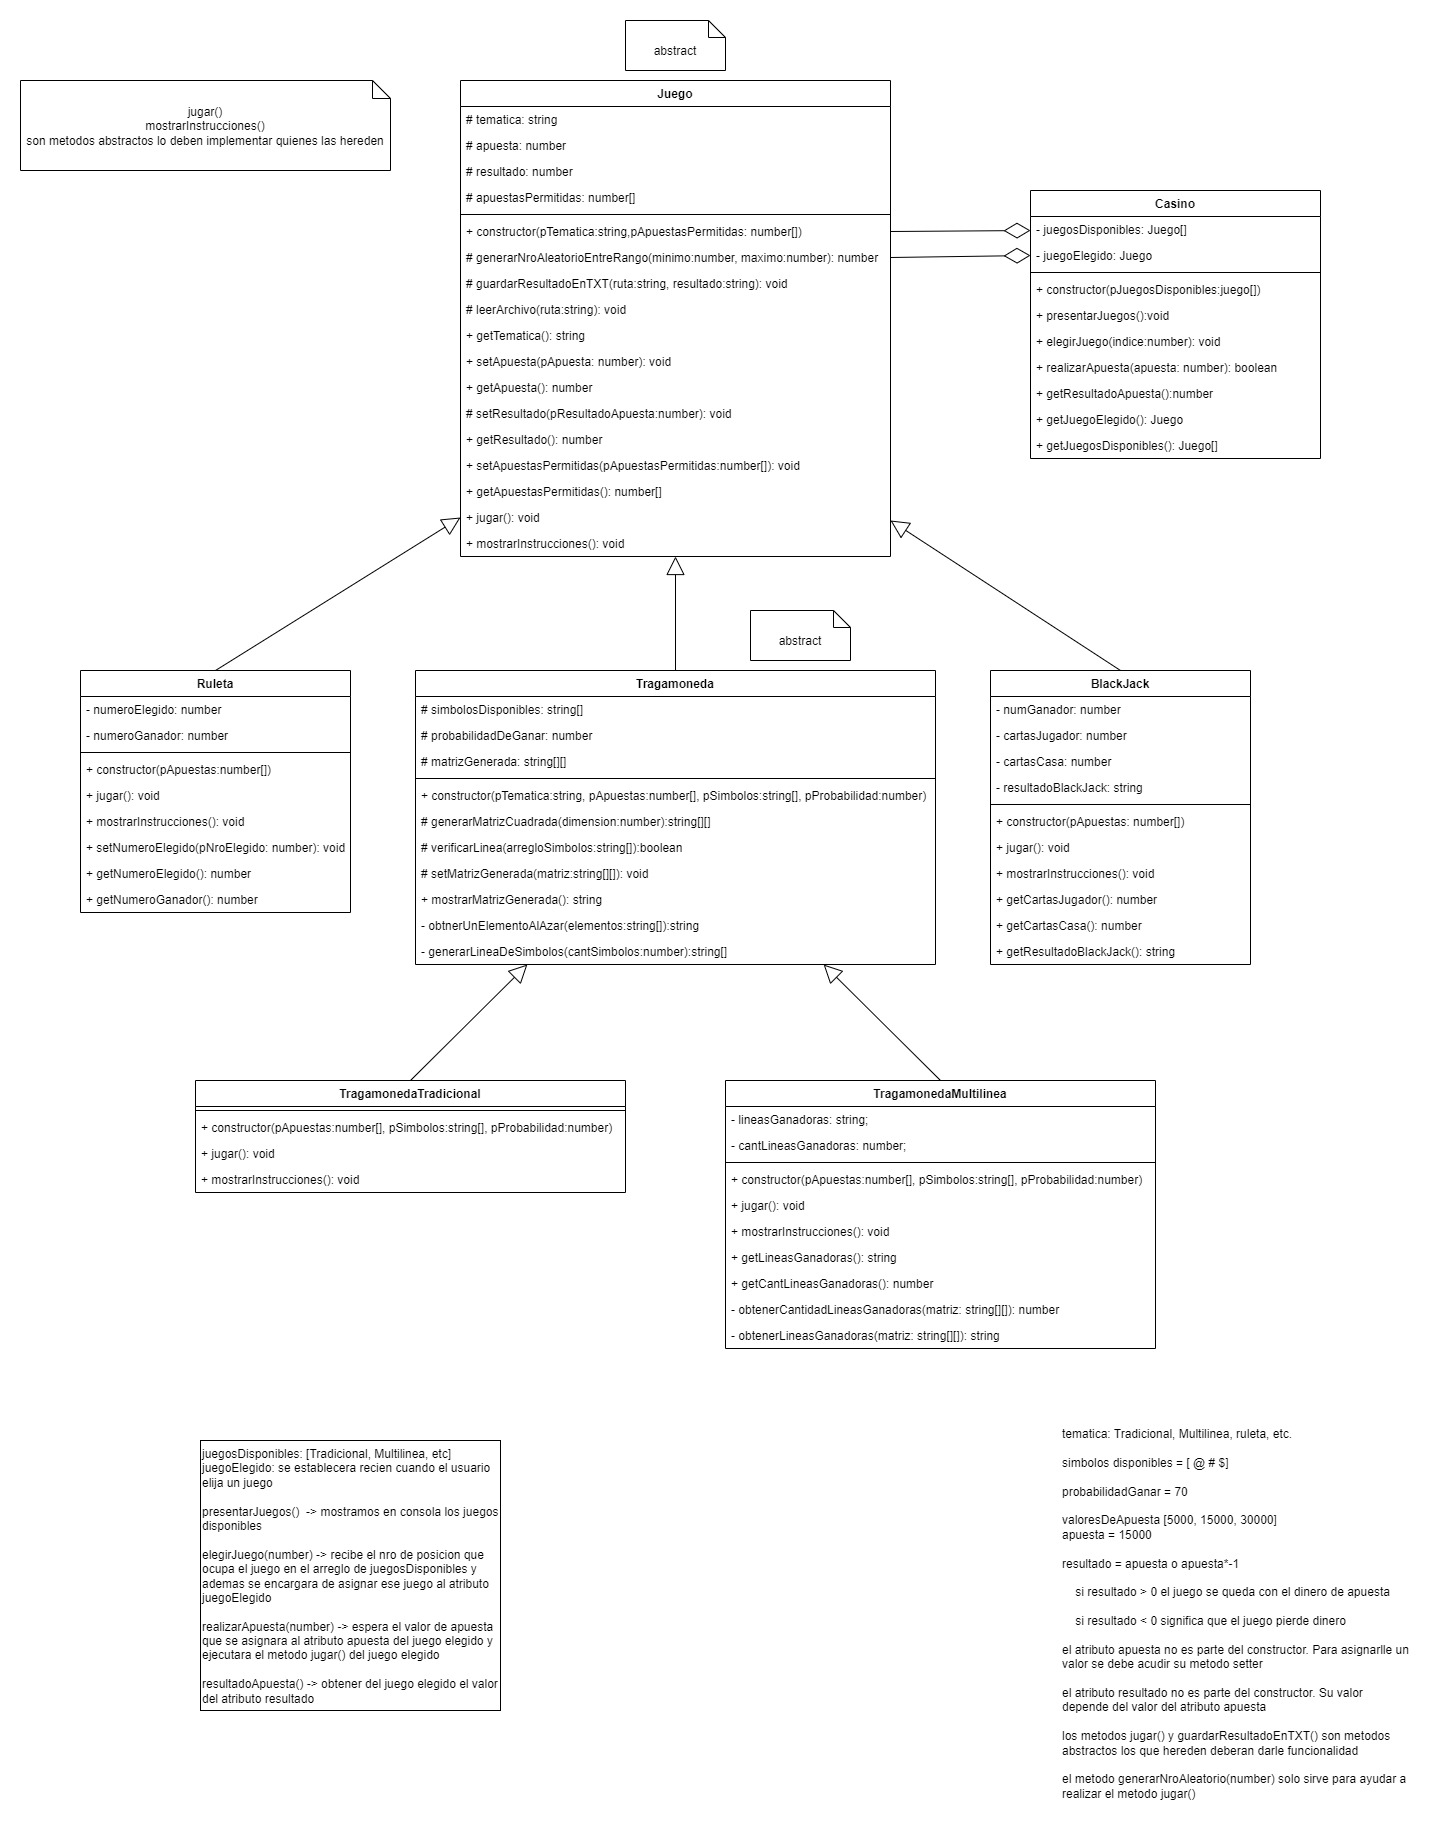 abstract
jugar()
mostrarInstrucciones()
son metodos abstractos lo deben implementar quienes las hereden
Juego
# tematica: string
# apuesta: number
# resultado: number
# apuestasPermitidas: number[]
+ constructor(pTematica:string,pApuestasPermitidas: number[])
# generarNroAleatorioEntreRango(minimo:number, maximo:number): number
# guardarResultadoEnTXT(ruta:string, resultado:string): void
# leerArchivo(ruta:string): void
+ getTematica(): string
+ setApuesta(pApuesta: number): void
+ getApuesta(): number
# setResultado(pResultadoApuesta:number): void
+ getResultado(): number
+ setApuestasPermitidas(pApuestasPermitidas:number[]): void
+ getApuestasPermitidas(): number[]
+ jugar(): void
+ mostrarInstrucciones(): void
Casino
- juegosDisponibles: Juego[]
- juegoElegido: Juego
+ constructor(pJuegosDisponibles:juego[])
+ presentarJuegos():void
+ elegirJuego(indice:number): void
+ realizarApuesta(apuesta: number): boolean
+ getResultadoApuesta():number
+ getJuegoElegido(): Juego
+ getJuegosDisponibles(): Juego[]
abstract
Ruleta
- numeroElegido: number
- numeroGanador: number
+ constructor(pApuestas:number[])
+ jugar(): void
+ mostrarInstrucciones(): void
+ setNumeroElegido(pNroElegido: number): void
+ getNumeroElegido(): number
+ getNumeroGanador(): number
Tragamoneda
# simbolosDisponibles: string[]
# probabilidadDeGanar: number
# matrizGenerada: string[][]
+ constructor(pTematica:string, pApuestas:number[], pSimbolos:string[], pProbabilidad:number)
# generarMatrizCuadrada(dimension:number):string[][]
# verificarLinea(arregloSimbolos:string[]):boolean
# setMatrizGenerada(matriz:string[][]): void
+ mostrarMatrizGenerada(): string
- obtnerUnElementoAlAzar(elementos:string[]):string
- generarLineaDeSimbolos(cantSimbolos:number):string[]
BlackJack
- numGanador: number
- cartasJugador: number
- cartasCasa: number
- resultadoBlackJack: string
+ constructor(pApuestas: number[])
+ jugar(): void
+ mostrarInstrucciones(): void
+ getCartasJugador(): number
+ getCartasCasa(): number
+ getResultadoBlackJack(): string
TragamonedaTradicional
+ constructor(pApuestas:number[], pSimbolos:string[], pProbabilidad:number)
+ jugar(): void
+ mostrarInstrucciones(): void
TragamonedaMultilinea
- lineasGanadoras: string;
- cantLineasGanadoras: number;
+ constructor(pApuestas:number[], pSimbolos:string[], pProbabilidad:number)
+ jugar(): void
+ mostrarInstrucciones(): void
+ getLineasGanadoras(): string
+ getCantLineasGanadoras(): number
- obtenerCantidadLineasGanadoras(matriz: string[][]): number
- obtenerLineasGanadoras(matriz: string[][]): string
juegosDisponibles: [Tradicional, Multilinea, etc]
juegoElegido: se establecera recien cuando el usuario
elija un juego
presentarJuegos()  -> mostramos en consola los juegos
disponibles
elegirJuego(number) -> recibe el nro de posicion que
ocupa el juego en el arreglo de juegosDisponibles y
ademas se encargara de asignar ese juego al atributo
juegoElegido
realizarApuesta(number) -> espera el valor de apuesta
que se asignara al atributo apuesta del juego elegido y
ejecutara el metodo jugar() del juego elegido
resultadoApuesta() -> obtener del juego elegido el valor
del atributo resultado
tematica: Tradicional, Multilinea, ruleta, etc.
simbolos disponibles = [ @ # $]
probabilidadGanar = 70
valoresDeApuesta [5000, 15000, 30000]
apuesta = 15000
resultado = apuesta o apuesta*-1
si resultado > 0 el juego se queda con el dinero de apuesta
si resultado < 0 significa que el juego pierde dinero
el atributo apuesta no es parte del constructor. Para asignarlle un
valor se debe acudir su metodo setter
el atributo resultado no es parte del constructor. Su valor
depende del valor del atributo apuesta
los metodos jugar() y guardarResultadoEnTXT() son metodos
abstractos los que hereden deberan darle funcionalidad
el metodo generarNroAleatorio(number) solo sirve para ayudar a
realizar el metodo jugar()